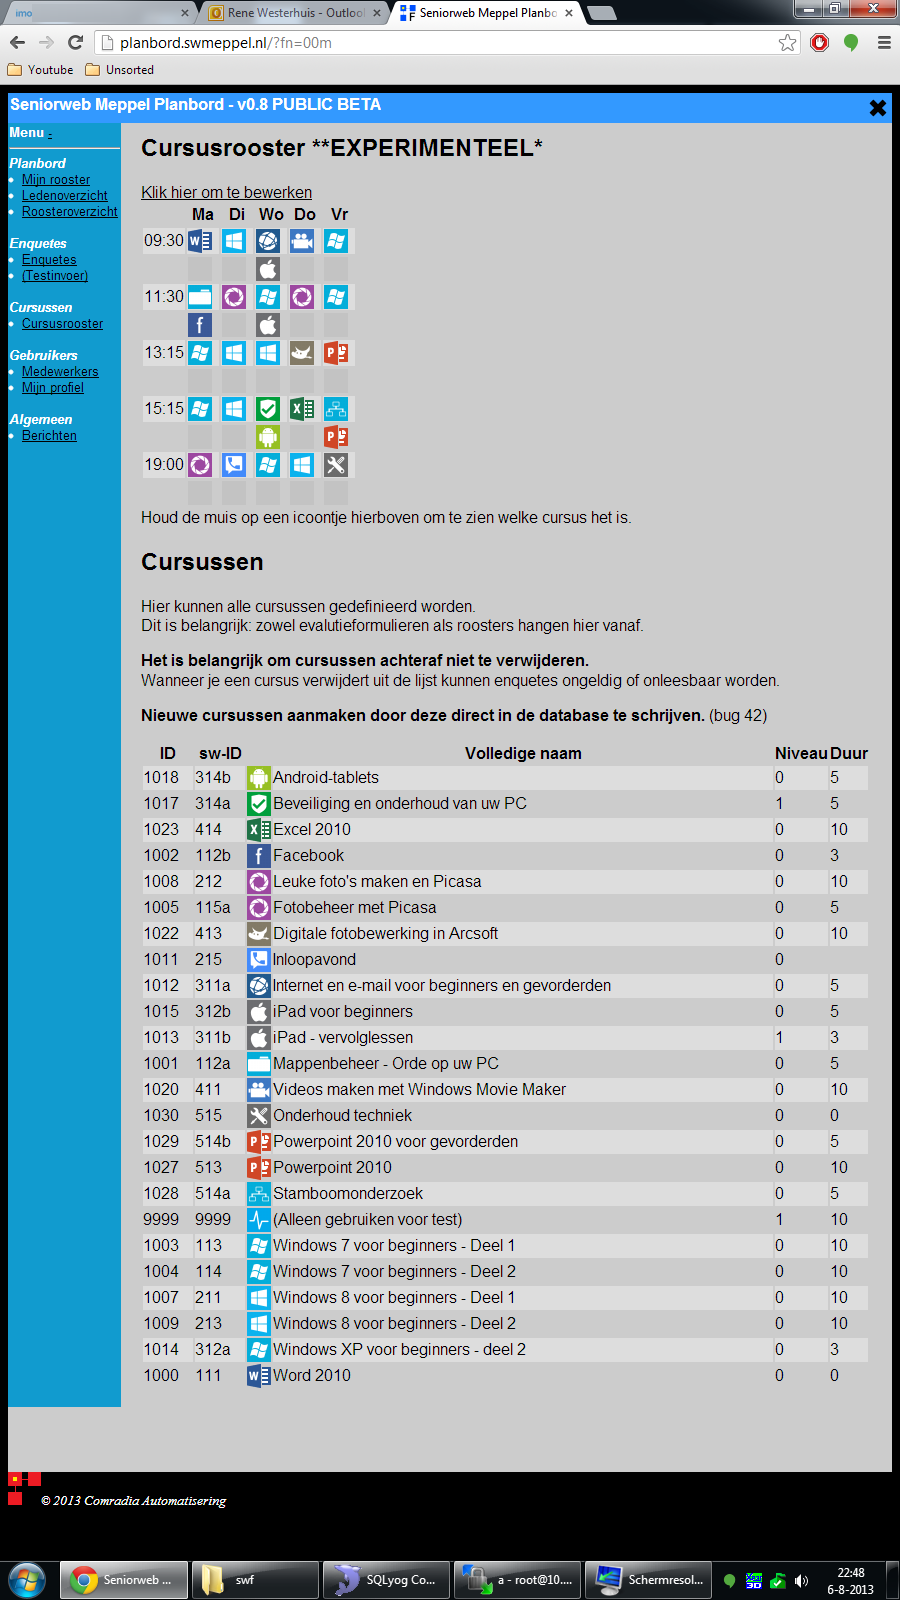 imo
Rene Westerhuis - Outloo
Seniorweb Meppel Planbo
planbord.swmeppel.nl/?fn=00m
Youtube
Unsorted
Seniorweb Meppel Planbord - v0.8 PUBLIC BETA
Menu -
Planbord
Mijn rooster
Ledenoverzicht
Roosteroverzicht
Enquetes
Enquetes
(Testinvoer)
Cursussen
Cursusrooster
Gebruikers
Medewerkers
Mijn profiel
Algemeen
Berichten
Cursusrooster **EXPERIMENTEEL*
Klik hier om te bewerken
Ma Di Wo Do Vr
09:30
11:30
13:15
15:15
19:00
Houd de muis op een icoontje hierboven om te zien welke cursus het is.
Cursussen
Hier kunnen alle cursussen gedefinieerd worden.
Dit is belangrijk: zowel evalutieformulieren als roosters hangen hier vanaf.
Het is belangrijk om cursussen achteraf niet te verwijderen.
Wanneer je een cursus verwijdert uit de lijst kunnen enquetes ongeldig of onleesbaar worden.
Nieuwe cursussen aanmaken door deze direct in de database te schrijven. (bug 42)
ID sw-ID Volledige naam Niveau Duur
1018 314b Android-tablets 0 5
1017 314a Beveiliging en onderhoud van uw PC 1 5
1023 414 Excel 2010 0 10
1002 112b Facebook 0 3
1008 212 Leuke foto's maken en Picasa 0 10
1005 115a Fotobeheer met Picasa 0 5
1022 413 Digitale fotobewerking in Arcsoft 0 10
1011 215 Inloopavond 0
1012 311a Internet en e-mail voor beginners en gevorderden 0 5
1015 312b iPad voor beginners 0 5
1013 311b iPad - vervolglessen 1 3
1001 112a Mappenbeheer - Orde op uw PC 0 5
1020 411 Videos maken met Windows Movie Maker 0 10
1030 515 Onderhoud techniek 0 0
1029 514b Powerpoint 2010 voor gevorderden 0 5
1027 513 Powerpoint 2010 0 10
1028 514a Stamboomonderzoek 0 5
9999 9999 (Alleen gebruiken voor test) 1 10
1003 113 Windows 7 voor beginners - Deel 1 0 10
1004 114 Windows 7 voor beginners - Deel 2 0 10
1007 211 Windows 8 voor beginners - Deel 1 0 10
1009 213 Windows 8 voor beginners - Deel 2 0 10
1014 312a Windows XP voor beginners - deel 2 0 3
1000 111 Word 2010 0 0
© 2013 Comradia Automatisering
Seniorweb ...
swf
SQLyog Co...
a - root@10....
Schermresol...
22:48
6-8-2013